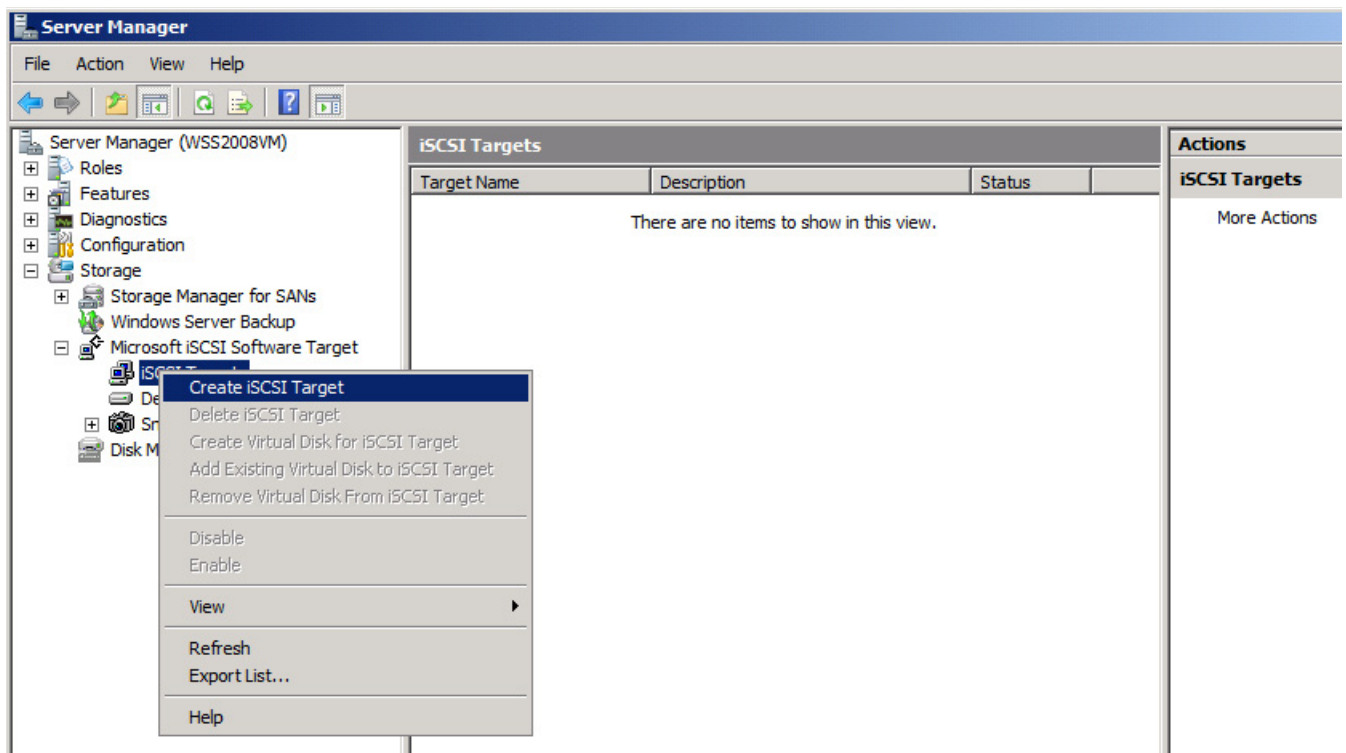 Server Manager
File Action View Help
Server Manager (WSS2008VM)
Roles
Features
Diagnostics
Configuration
Storage
Storage Manager for SANs
Windows Server Backup
Microsoft iSCSI Software Target
Create iSCSI Target
Delete iSCSI Target
Create Virtual Disk for iSCSI Target
Add Existing Virtual Disk to iSCSI Target
Remove Virtual Disk From iSCSI Target
Disable
Enable
View
Refresh
Export List...
Help
Disk M
iSCSI Targets
Target Name Description Status
There are no items to show in this view.
Actions
iSCSI Targets
More Actions